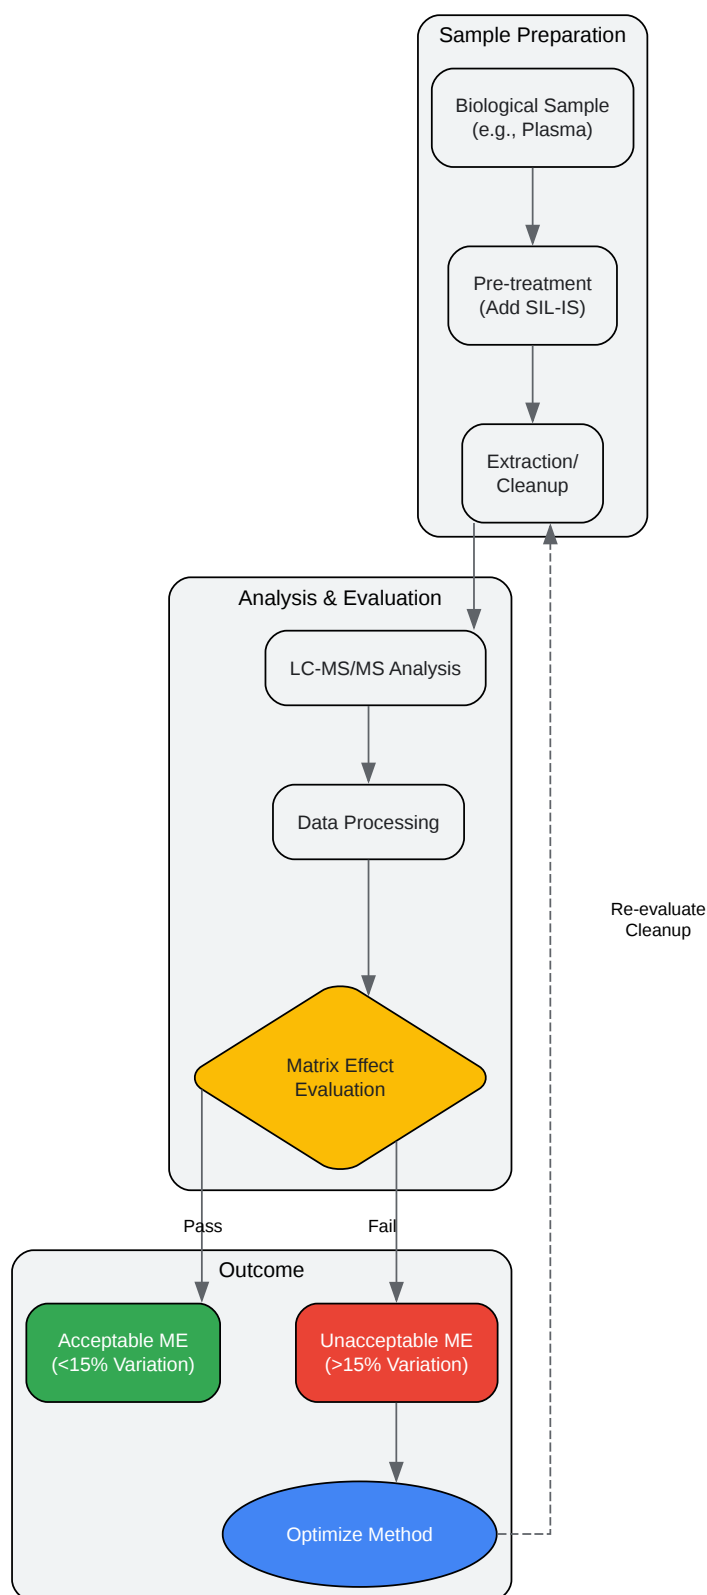 Sample Preparation
Biological Sample
(e.g., Plasma)
Pre-treatment
(Add SIL-IS)
Extraction/
Cleanup
Analysis & Evaluation
LC-MS/MS Analysis
Data Processing
Re-evaluate
Cleanup
Matrix Effect
Evaluation
Pass
Fail
Outcome
Acceptable ME
(<15% Variation)
Unacceptable ME
(>15% Variation)
Optimize Method